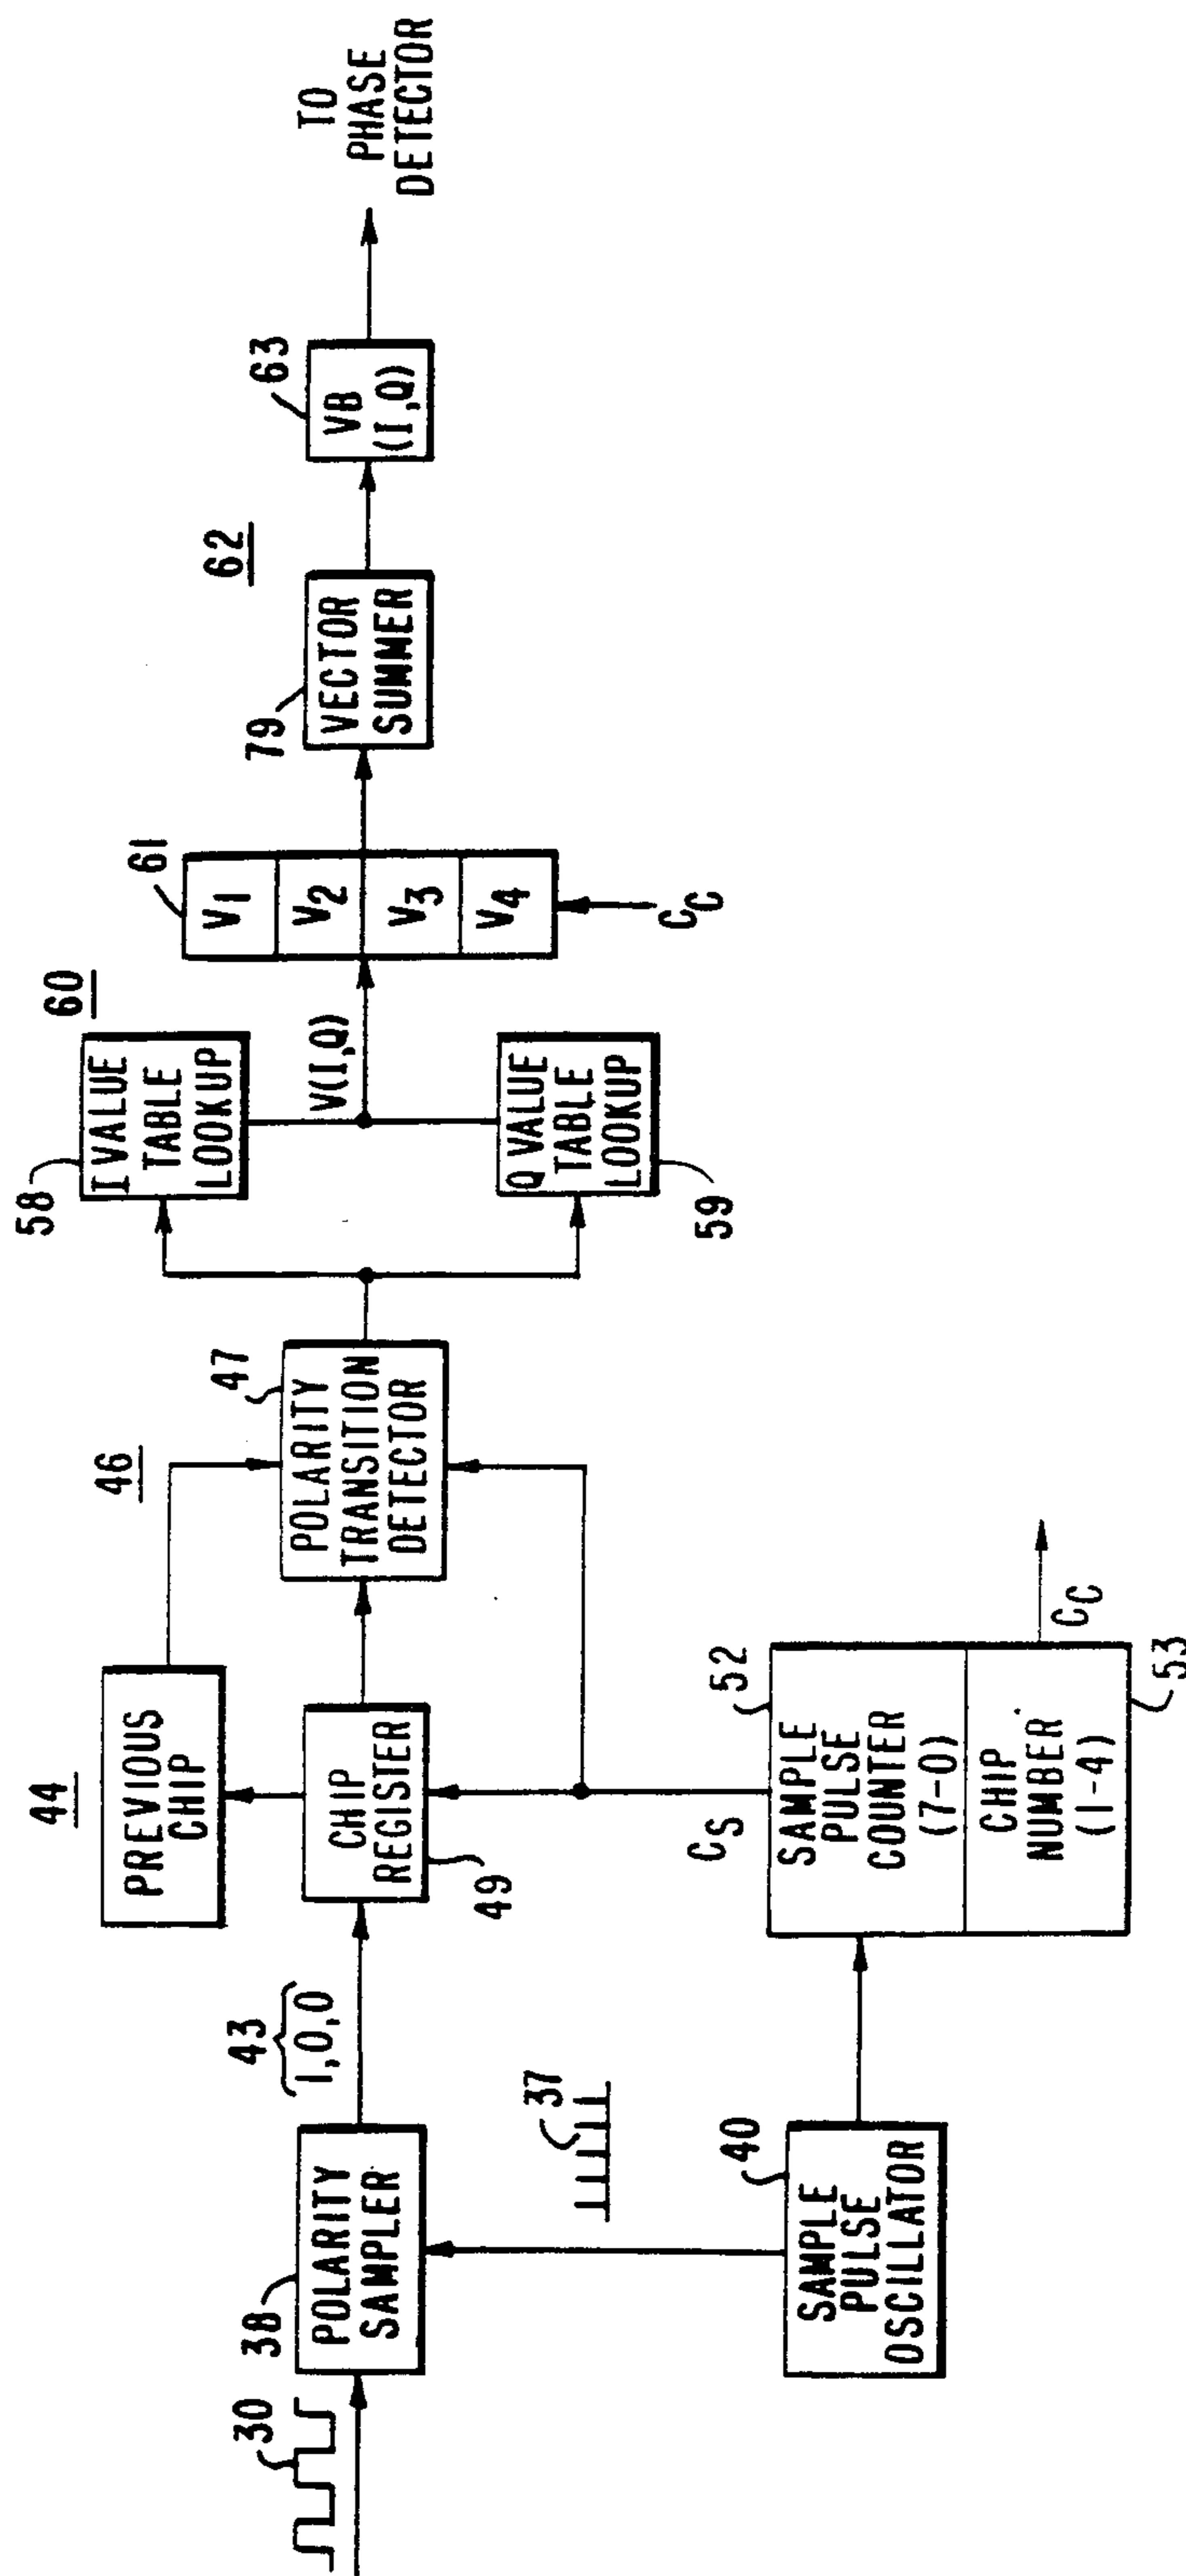 30
38
POLARITY
SAMPLER
43
1,0,0
37
40
SAMPLE
PULSE
OSCILLATOR
44
PREVIOUS
CHIP
CHIP
REGISTER
49
CS
52
SAMPLE
PULSE
COUNTER
(7-0)
CHIP
NUMBER
(1-4)
53
CC
46
47
POLARITY
TRANSITION
DETECTOR
58
I VALUE
TABLE
LOOKUP
60
V(I,Q)
Q VALUE
TABLE
LOOKUP
59
61
V1
V2
V3
V4
CC
62
79
VECTOR
SUMMER
63
VB
(I,Q)
TO
PHASE
DETECTOR